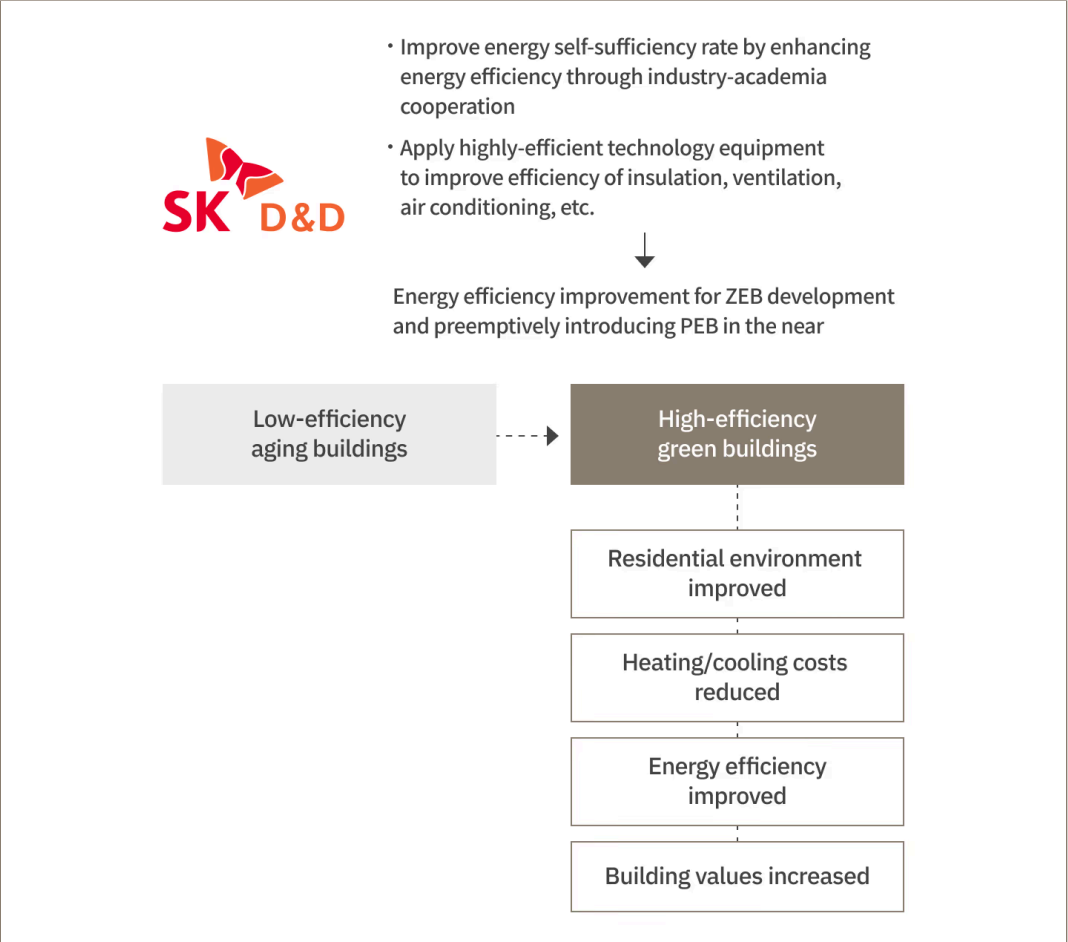 · Improve energy self-sufficiency rate by enhancing
energy efficiency through industry-academia
cooperation
· Apply highly-efficient technology equipment
to improve efficiency of insulation, ventilation,
air conditioning, etc.
SK D&D
Energy efficiency improvement for ZEB development
and preemptively introducing PEB in the near
Low-efficiency
aging buildings
High-efficiency
green buildings
Residential environment
improved
Heating/cooling costs
reduced
Energy efficiency
improved
Building values increased